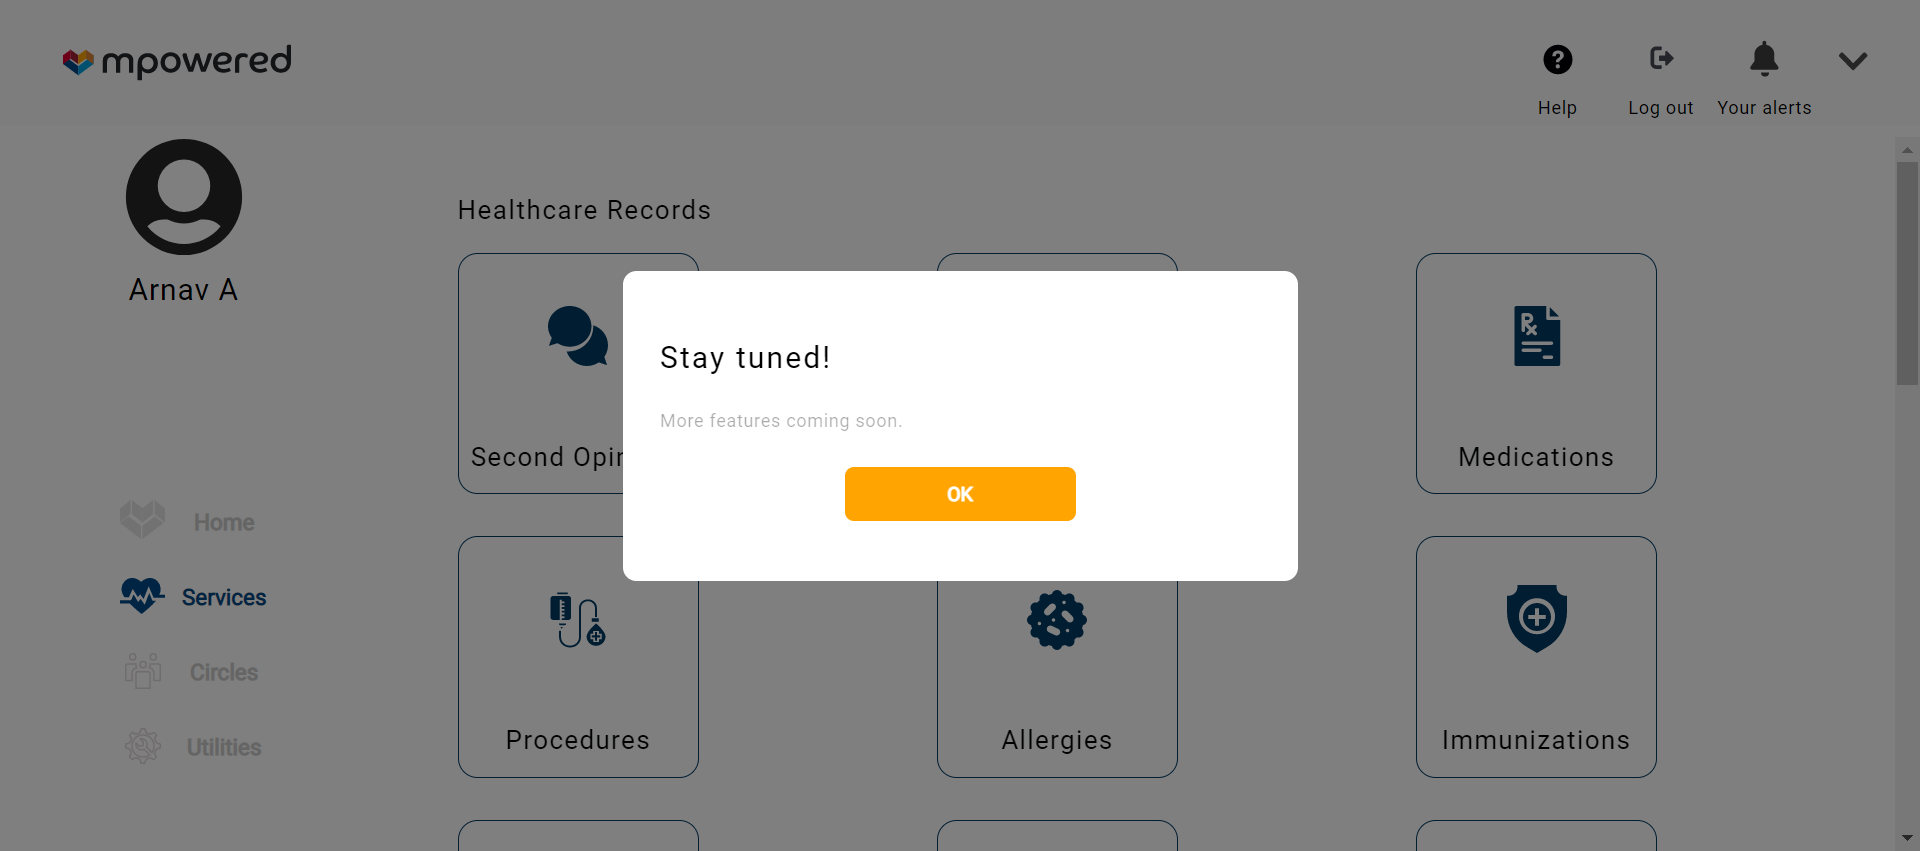 mpowered
Help
Log out
Your alerts
Arnav A
Healthcare Records
Stay tuned!
More features coming soon.
OK
Second
Medications
Home
Services
Circles
Utilities
Procedures
Allergies
Immunizations
Rx